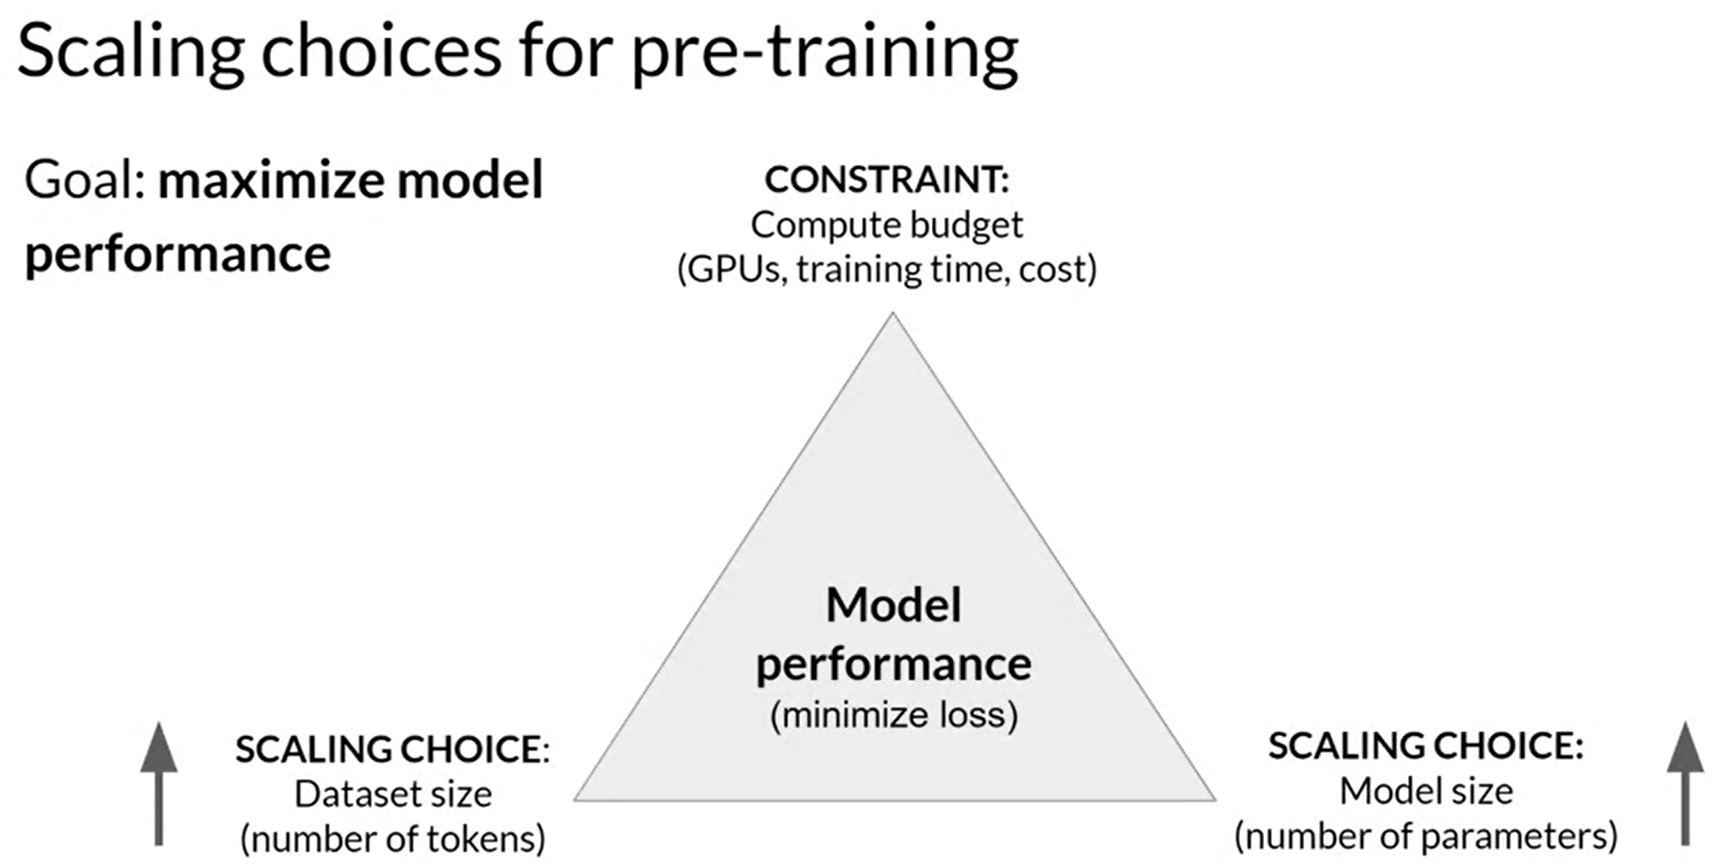 Scaling choices for pre-training
Goal: maximize model
performance
CONSTRAINT:
Compute budget
(GPUs, training time, cost)
Model
performance
(minimize loss)
SCALING CHOICE:
Dataset size
(number of tokens)
SCALING CHOICE:
Model size
(number of parameters)